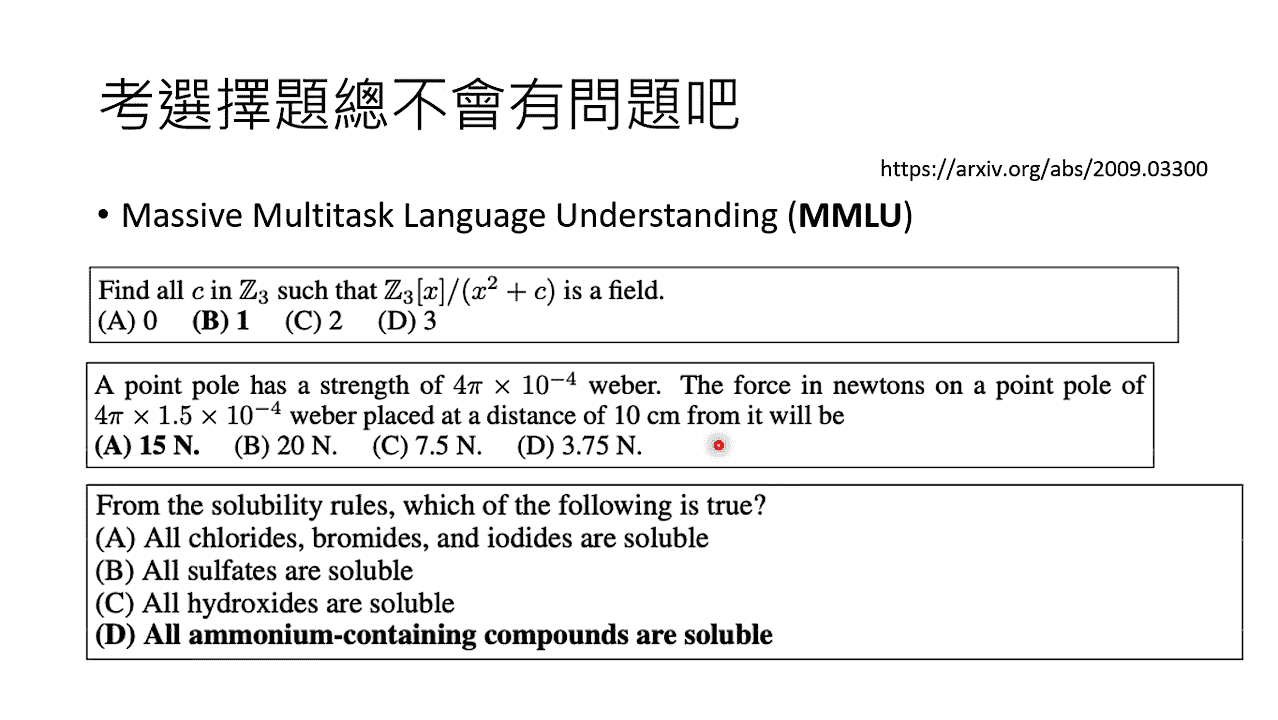 考選擇題總不會有問題吧
https://arxiv.org/abs/2009.03300
• Massive Multitask Language Understanding (MMLU)
Find all c in ℤ₃ such that ℤ₃[x]/(x² + c) is a field.
(A) 0 (B) 1 (C) 2 (D) 3
A point pole has a strength of 4π × 10⁻⁴ weber. The force in newtons on a point pole of
4π × 1.5 × 10⁻⁴ weber placed at a distance of 10 cm from it will be
(A) 15 N. (B) 20 N. (C) 7.5 N. (D) 3.75 N.
From the solubility rules, which of the following is true?
(A) All chlorides, bromides, and iodides are soluble
(B) All sulfates are soluble
(C) All hydroxides are soluble
(D) All ammonium-containing compounds are soluble